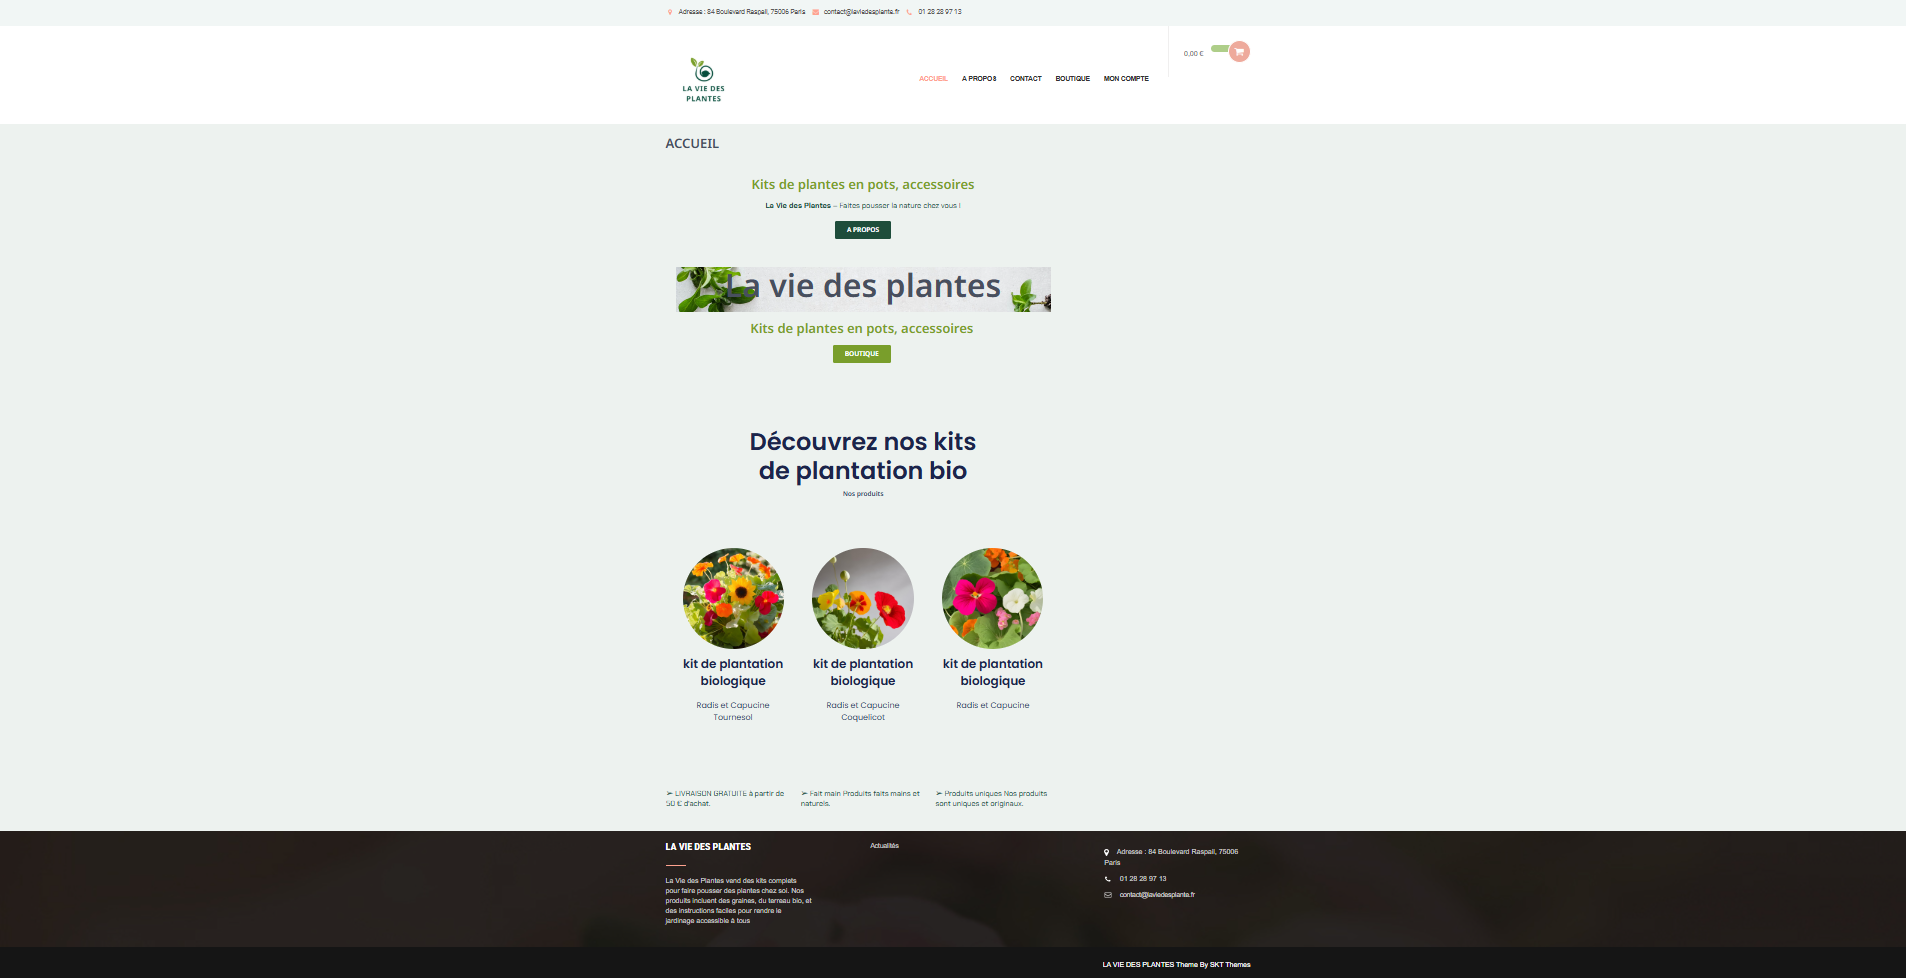 Adresse : 84 Boulevard Raspail, 75006 Paris contact@laviedesplante.fr 01 28 28 97 13
0,00 €
LA VIE DES
PLANTES
ACCUEIL A PROPOS CONTACT BOUTIQUE MON COMPTE
ACCUEIL
Kits de plantes en pots, accessoires
La Vie des Plantes – Faites pousser la nature chez vous !
A PROPOS
La vie des plantes
Kits de plantes en pots, accessoires
BOUTIQUE
Découvrez nos kits
de plantation bio
Nos produits
kit de plantation
biologique
Radis et Capucine
Tournesol
kit de plantation
biologique
Radis et Capucine
Coquelicot
kit de plantation
biologique
Radis et Capucine
➢ LIVRAISON GRATUITE à partir de
50 € d'achat.
➢ Fait main Produits faits mains et
naturels.
➢ Produits uniques Nos produits
sont uniques et originaux.
LA VIE DES PLANTES
La Vie des Plantes vend des kits complets
pour faire pousser des plantes chez soi. Nos
produits incluent des graines, du terreau bio, et
des instructions faciles pour rendre le
jardinage accessible à tous
Actualités
Adresse : 84 Boulevard Raspail, 75006
Paris
01 28 28 97 13
contact@laviedesplante.fr
LA VIE DES PLANTES Theme By SKT Themes